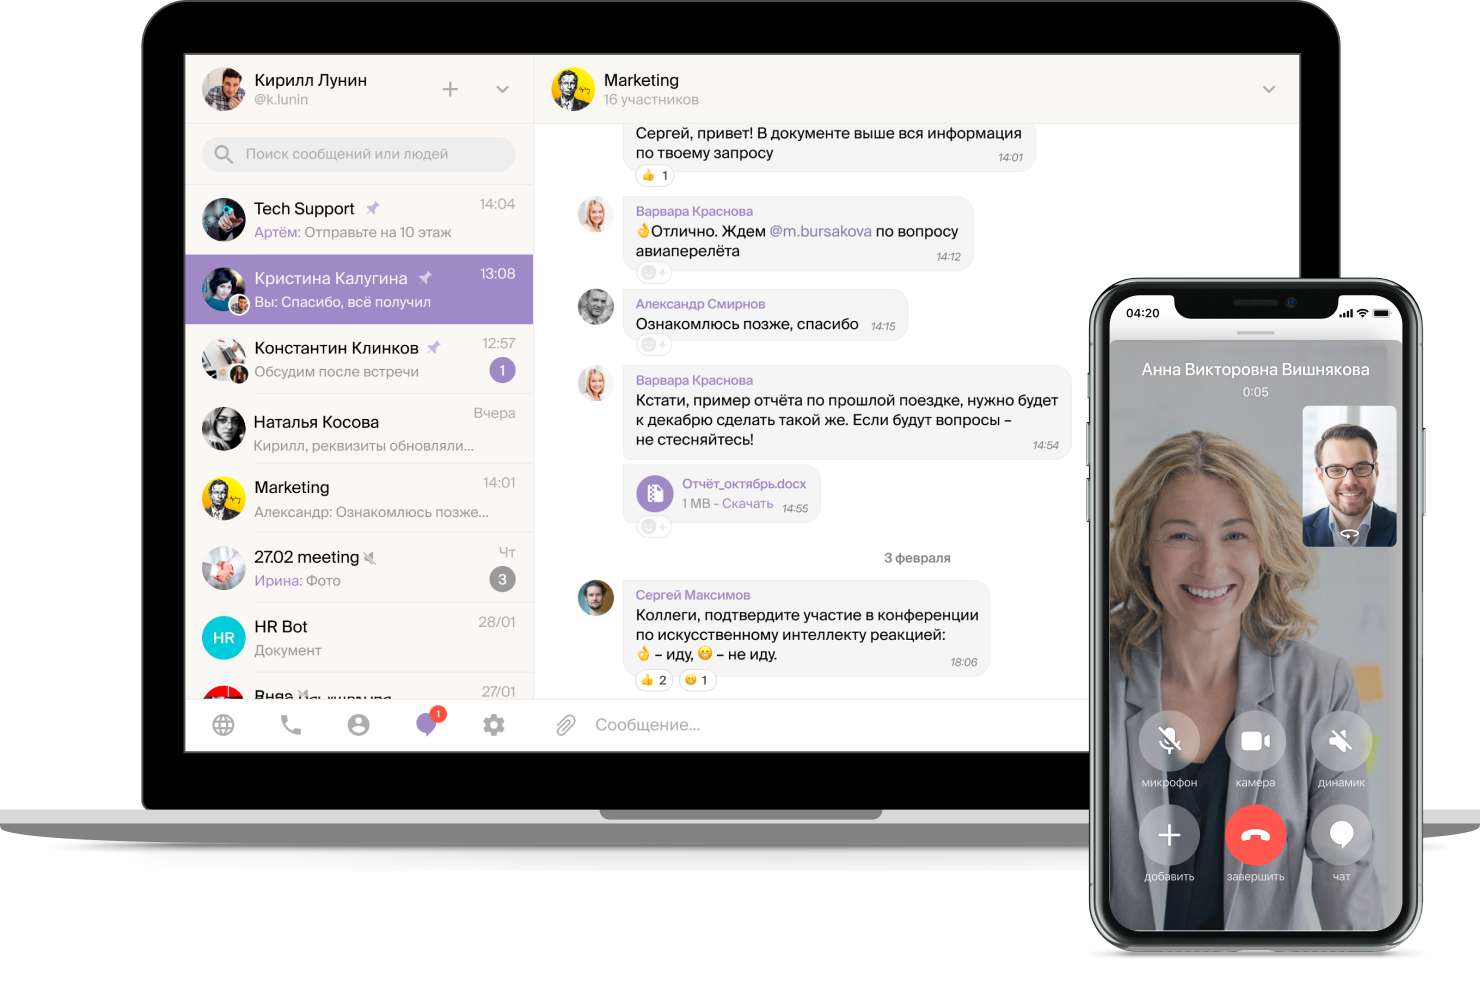 Кирилл Лунин
@k.lunin
Поиск сообщений или людей
Tech Support
14:04
Артём: Отправьте на 10 этаж
Кристина Калугина
13:08
Вы: Спасибо, всё получил
Константин Клинков
12:57
Обсудим после встречи
1
Наталья Косова
Вчера
Кирилл, реквизиты обновляли...
Marketing
14:01
Александр: Ознакомлюсь позже...
27.02 meeting
Чт
Ирина: Фото
3
HR
HR Bot
28/01
Документ
27/01
1
Marketing
16 участников
Сергей, привет! В документе выше вся информация
по твоему запросу
14:01
👍 1
Варвара Краснова
👌Отлично. Ждем @m.bursakova по вопросу
авиаперелёта
14:12
Александр Смирнов
Ознакомлюсь позже, спасибо
14:15
Варвара Краснова
Кстати, пример отчёта по прошлой поездке, нужно будет
к декабрю сделать такой же. Если будут вопросы –
не стесняйтесь!
14:54
Отчёт_октябрь.docx
1 MB - Скачать
14:55
3 февраля
Сергей Максимов
Коллеги, подтвердите участие в конференции
по искусственному интеллекту реакцией:
👌 – иду, 😁 – не иду.
18:06
👍 2 😁 1
Сообщение...
04:20
Анна Викторовна Вишнякова
0:05
микрофон
камера
динамик
добавить
завершить
чат